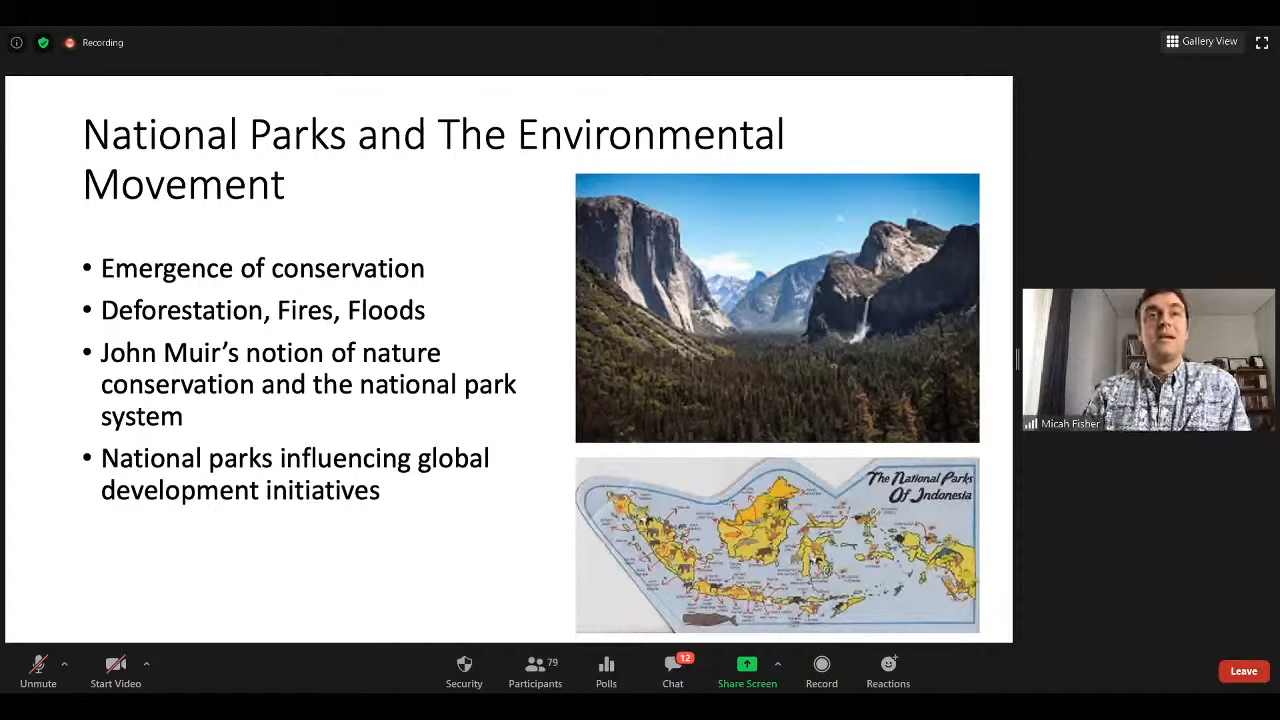 Recording
Gallery View
National Parks and The Environmental
Movement
• Emergence of conservation
• Deforestation, Fires, Floods
• John Muir's notion of nature
conservation and the national park
system
• National parks influencing global
development initiatives
The National Parks
Of Indonesia
Micah Fisher
Unmute
Start Video
Security
79
Participants
Polls
12
Chat
Share Screen
Record
Reactions
Leave